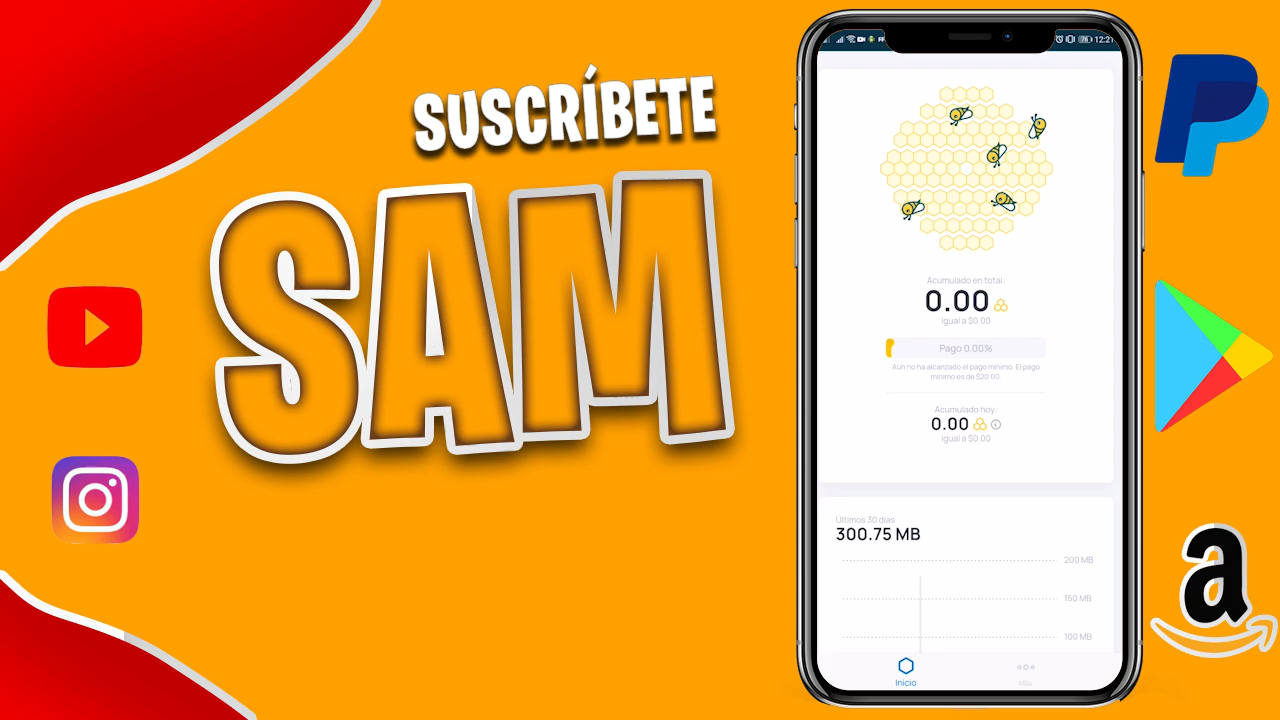 SUSCRÍBETE
SAM
12:21
Acumulado en total:
0.00
igual a $0.00
Pago 0.00%
Aún no ha alcanzado el pago mínimo. El pago
mínimo es de $20.00.
Acumulado hoy:
0.00
igual a $0.00
Últimos 30 días
300.75 MB
200 MB
150 MB
100 MB
Inicio
Más